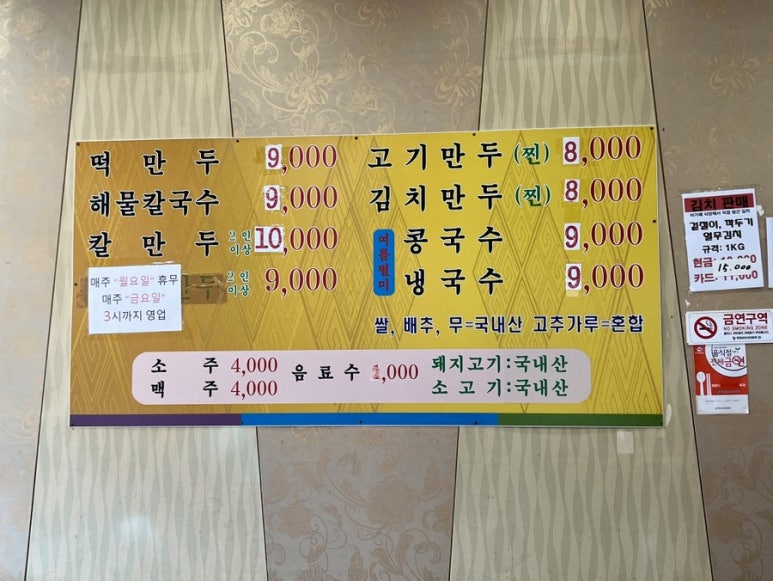 떡 만 두 9,000
해물칼국수 9,000
칼 만 두 2인 이상 10,000
만두 2인 이상 9,000
매주 "월요일" 휴무
매주 "금요일"
3시까지 영업
고 기 만 두 (찐) 8,000
김 치 만 두 (찐) 8,000
여름별미
콩 국 수 9,000
냉 국 수 9,000
쌀, 배추, 무=국내산 고추가루=혼합
소 주 4,000
맥 주 4,000
음 료 수 ,000
돼지고기:국내산
소 고 기:국내산
김치 판매
겉절이, 깍두기
열무김치
규격: 1KG
현금:
15.000
카드:
금연구역
NO SMOKING ZONE
음식점
금연